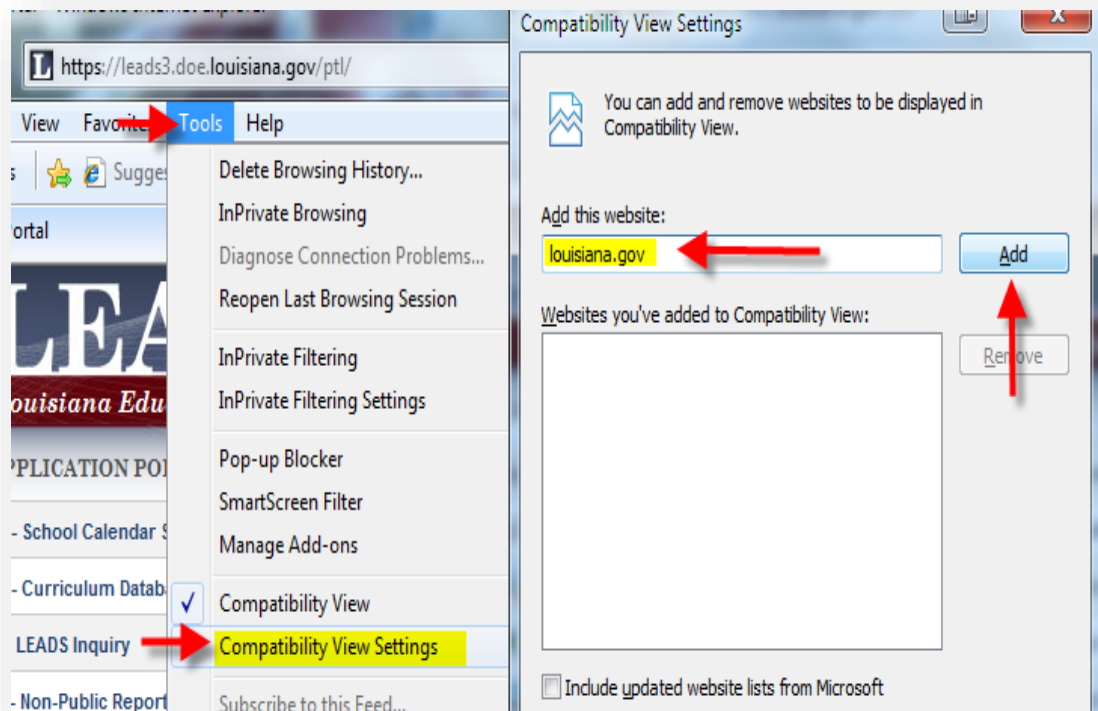 https://leads3.doe.louisiana.gov/ptl/
View Favorite Tools Help
Sugges
ortal
LEA
ouisiana Edu
PPLICATION POI
- School Calendar S
- Curriculum Datab
LEADS Inquiry
- Non-Public Report
Delete Browsing History...
InPrivate Browsing
Diagnose Connection Problems...
Reopen Last Browsing Session
InPrivate Filtering
InPrivate Filtering Settings
Pop-up Blocker
SmartScreen Filter
Manage Add-ons
Compatibility View
Compatibility View Settings
Subscribe to this Feed...
Compatibility View Settings
You can add and remove websites to be displayed in
Compatibility View.
Add this website:
louisiana.gov
Add
Websites you've added to Compatibility View:
Remove
Include updated website lists from Microsoft